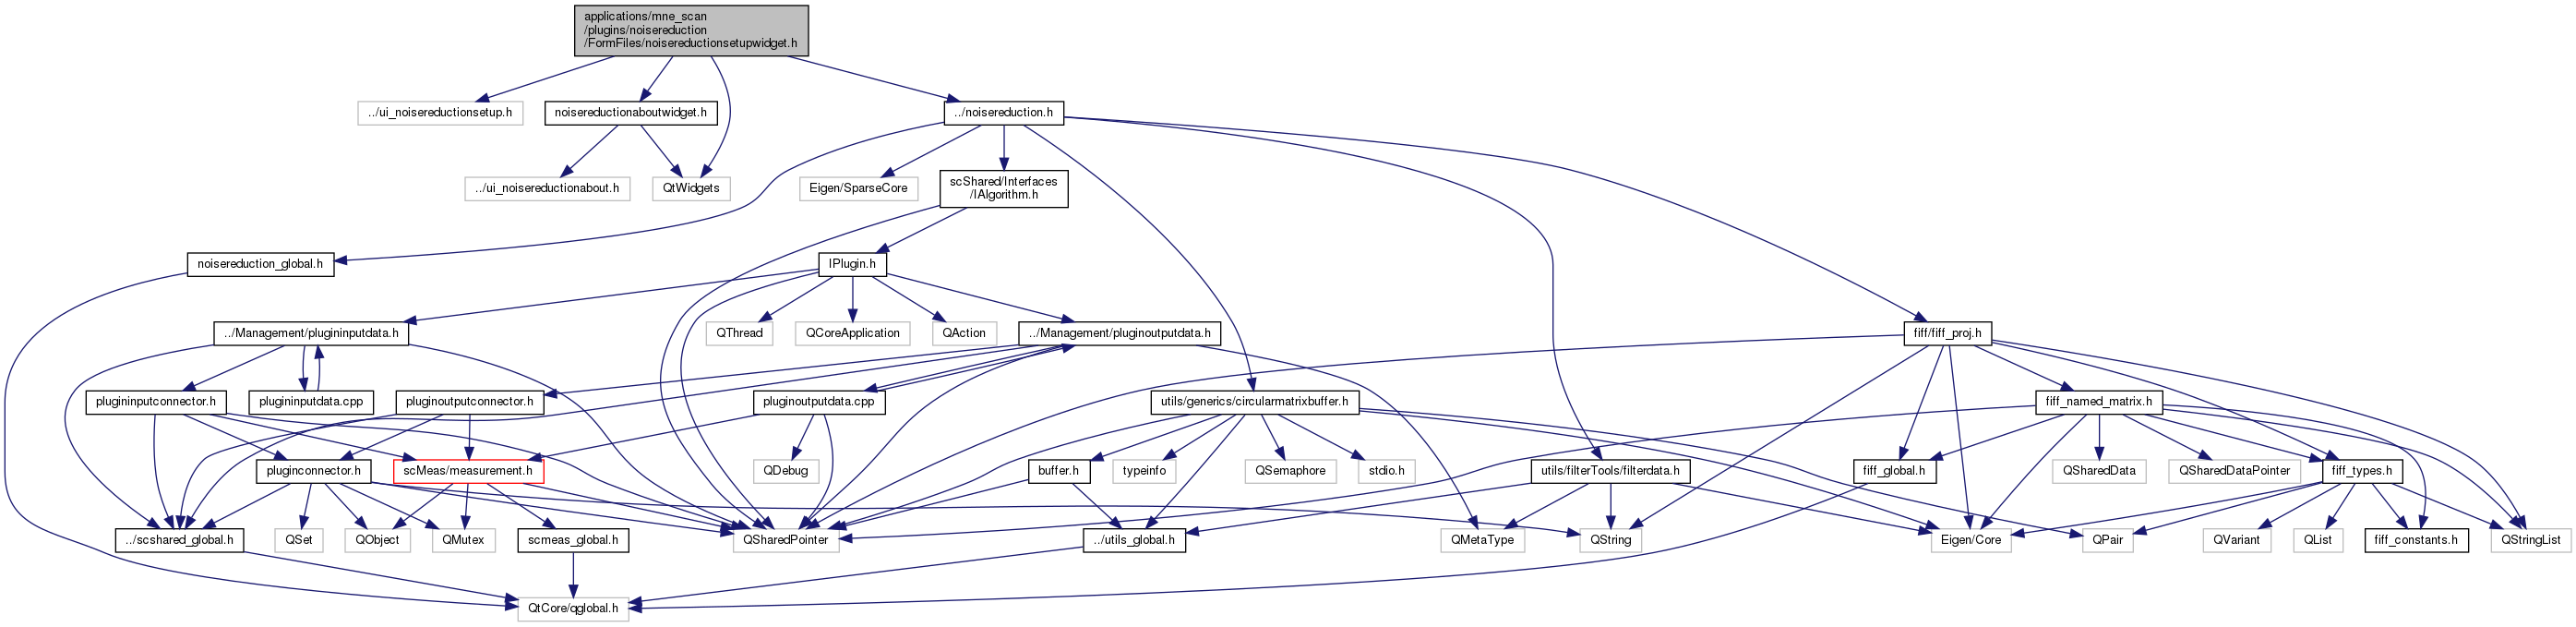 applications/mne_scan
/plugins/noisereduction
/FormFiles/noisereductionsetupwidget.h
../ui_noisereductionsetup.h
noisereductionaboutwidget.h
../noisereduction.h
../ui_noisereductionabout.h
QtWidgets
Eigen/SparseCore
scShared/Interfaces
/IAlgorithm.h
noisereduction_global.h
IPlugin.h
../Management/plugininputdata.h
QThread
QCoreApplication
QAction
../Management/pluginoutputdata.h
fiff/fiff_proj.h
plugininputconnector.h
plugininputdata.cpp
pluginoutputconnector.h
pluginoutputdata.cpp
utils/generics/circularmatrixbuffer.h
fiff_named_matrix.h
pluginconnector.h
scMeas/measurement.h
QDebug
buffer.h
typeinfo
QSemaphore
stdio.h
utils/filterTools/filterdata.h
fiff_global.h
QSharedData
QSharedDataPointer
fiff_types.h
../scshared_global.h
QSet
QObject
QMutex
scmeas_global.h
QSharedPointer
../utils_global.h
QMetaType
QString
Eigen/Core
QPair
QVariant
QList
fiff_constants.h
QStringList
QtCore/qglobal.h